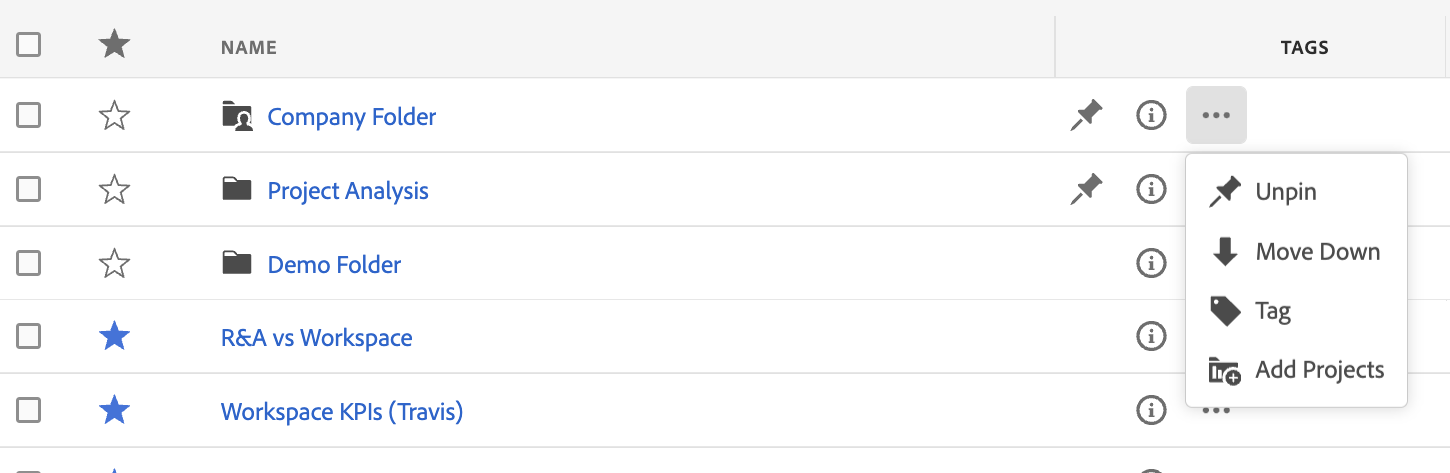 NAME TAGS
Company Folder
Project Analysis
Unpin
Move Down
Demo Folder
Tag
R&A vs Workspace
Add Projects
Workspace KPIs (Travis)